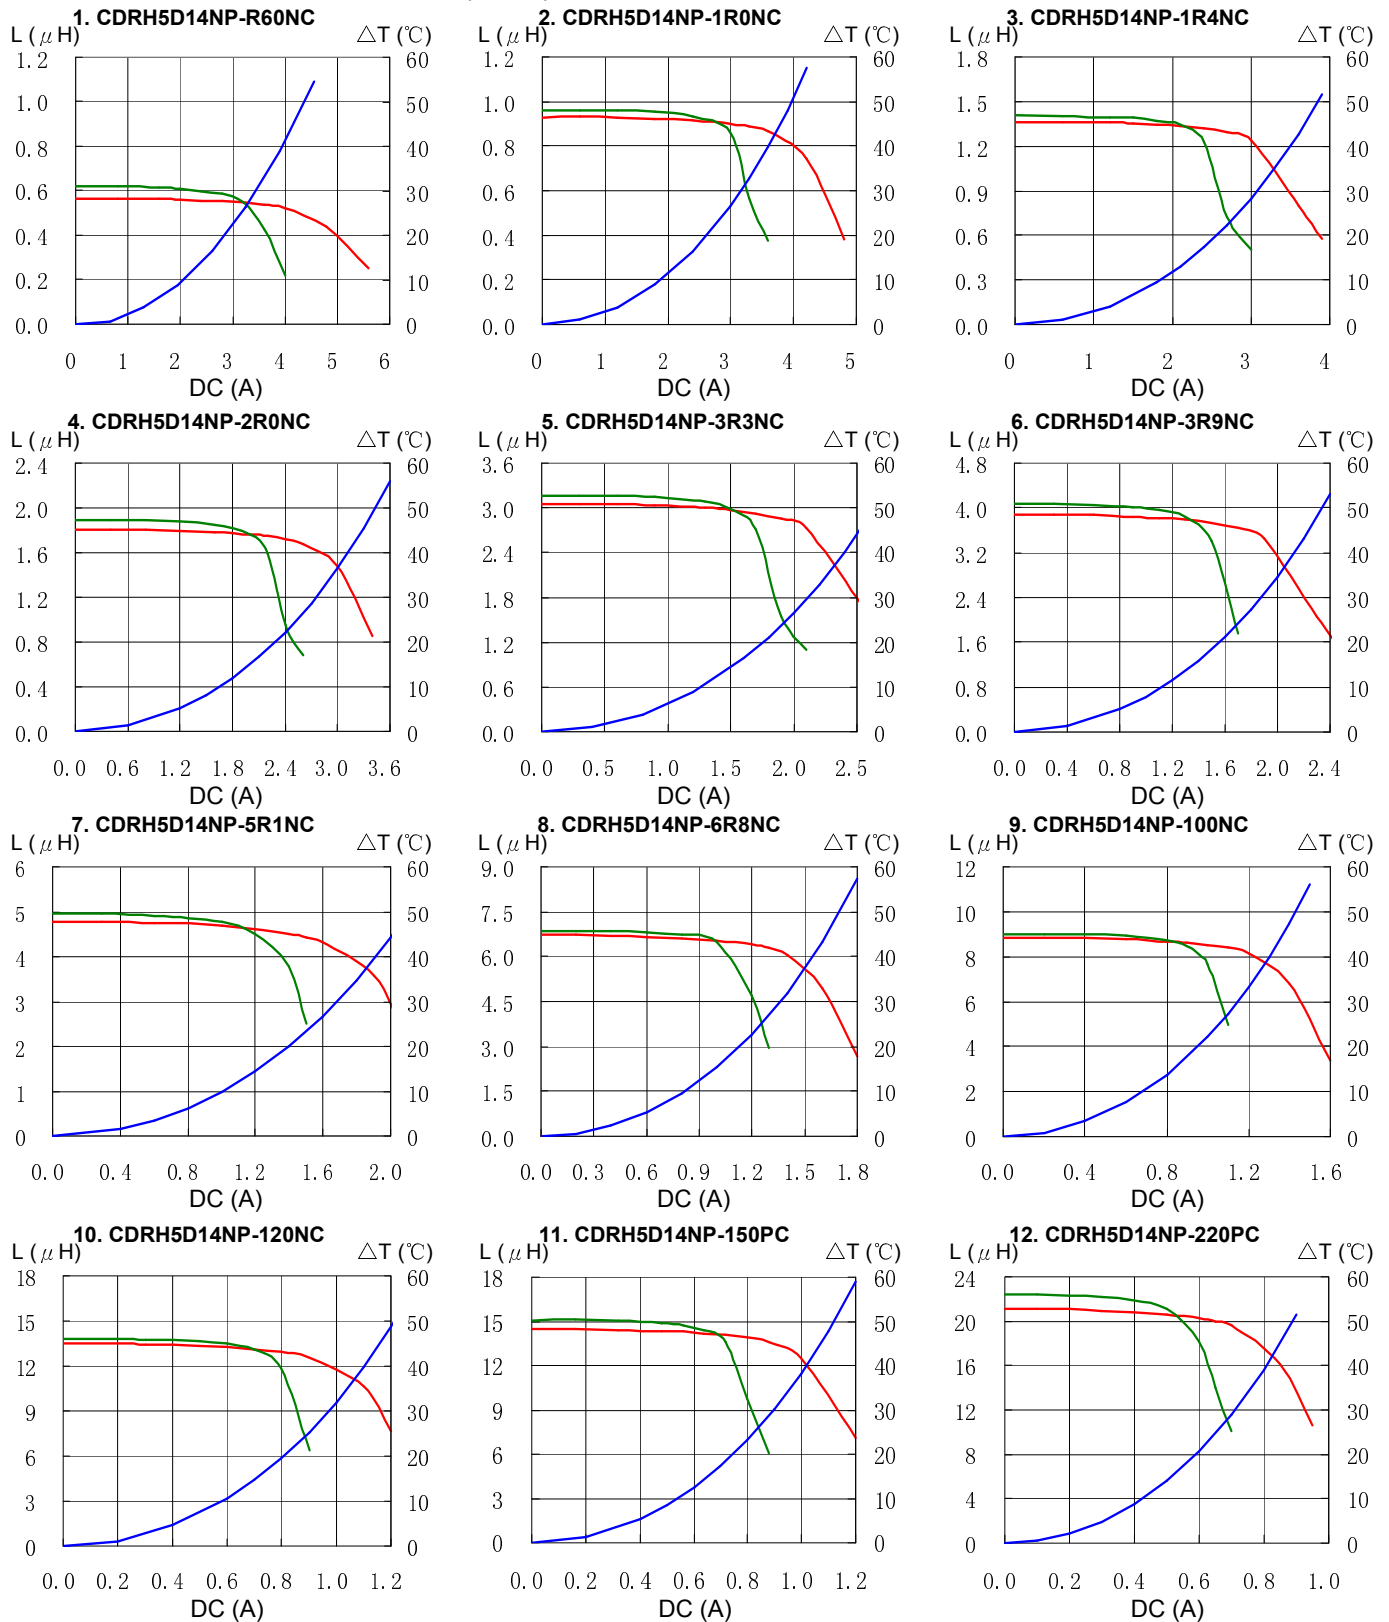 1. CDRH5D14NP-R60NC
L (μH) △T (℃)
1.2 60
1.0 50
0.8 40
0.6 30
0.4 20
0.2 10
0.0 0
0 1 2 3 4 5 6
DC (A)
2. CDRH5D14NP-1R0NC
L (μH) △T (℃)
1.2 60
1.0 50
0.8 40
0.6 30
0.4 20
0.2 10
0.0 0
0 1 2 3 4 5
DC (A)
3. CDRH5D14NP-1R4NC
L (μH) △T (℃)
1.8 60
1.5 50
1.2 40
0.9 30
0.6 20
0.3 10
0.0 0
0 1 2 3 4
DC (A)
4. CDRH5D14NP-2R0NC
L (μH) △T (℃)
2.4 60
2.0 50
1.6 40
1.2 30
0.8 20
0.4 10
0.0 0
0.0 0.6 1.2 1.8 2.4 3.0 3.6
DC (A)
5. CDRH5D14NP-3R3NC
L (μH) △T (℃)
3.6 60
3.0 50
2.4 40
1.8 30
1.2 20
0.6 10
0.0 0
0.0 0.5 1.0 1.5 2.0 2.5
DC (A)
6. CDRH5D14NP-3R9NC
L (μH) △T (℃)
4.8 60
4.0 50
3.2 40
2.4 30
1.6 20
0.8 10
0.0 0
0.0 0.4 0.8 1.2 1.6 2.0 2.4
DC (A)
7. CDRH5D14NP-5R1NC
L (μH) △T (℃)
6 60
5 50
4 40
3 30
2 20
1 10
0 0
0.0 0.4 0.8 1.2 1.6 2.0
DC (A)
8. CDRH5D14NP-6R8NC
L (μH) △T (℃)
9.0 60
7.5 50
6.0 40
4.5 30
3.0 20
1.5 10
0.0 0
0.0 0.3 0.6 0.9 1.2 1.5 1.8
DC (A)
9. CDRH5D14NP-100NC
L (μH) △T (℃)
12 60
10 50
8 40
6 30
4 20
2 10
0 0
0.0 0.4 0.8 1.2 1.6
DC (A)
10. CDRH5D14NP-120NC
L (μH) △T (℃)
18 60
15 50
12 40
9 30
6 20
3 10
0 0
0.0 0.2 0.4 0.6 0.8 1.0 1.2
DC (A)
11. CDRH5D14NP-150PC
L (μH) △T (℃)
18 60
15 50
12 40
9 30
6 20
3 10
0 0
0.0 0.2 0.4 0.6 0.8 1.0 1.2
DC (A)
12. CDRH5D14NP-220PC
L (μH) △T (℃)
24 60
20 50
16 40
12 30
8 20
4 10
0 0
0.0 0.2 0.4 0.6 0.8 1.0
DC (A)